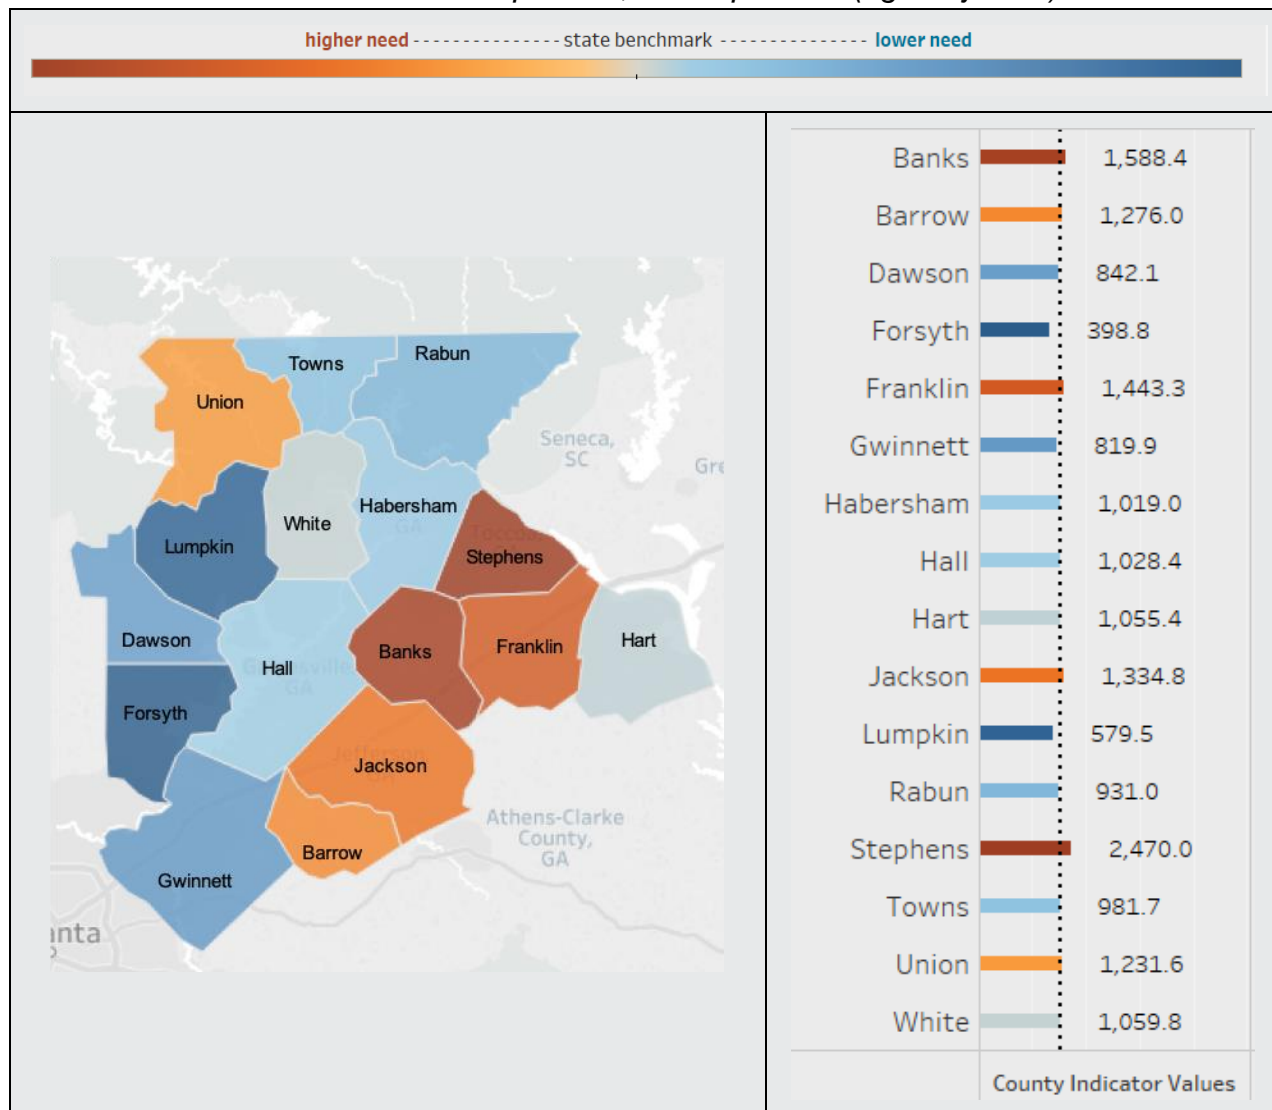 higher need - - - - - - - - - - - - - - - state benchmark - - - - - - - - - - - - - - - lower need
Towns
Rabun
Union
Seneca,
SC
Gre
Habersham
GA
White
Lumpkin
Stephens
Dawson
Hall
GA
Banks
Franklin
Hart
Forsyth
Jackson
Athens-Clarke
County,
GA
Barrow
Gwinnett
anta
Banks 1,588.4
Barrow 1,276.0
Dawson 842.1
Forsyth 398.8
Franklin 1,443.3
Gwinnett 819.9
Habersham 1,019.0
Hall 1,028.4
Hart 1,055.4
Jackson 1,334.8
Lumpkin 579.5
Rabun 931.0
Stephens 2,470.0
Towns 981.7
Union 1,231.6
White 1,059.8
County Indicator Values